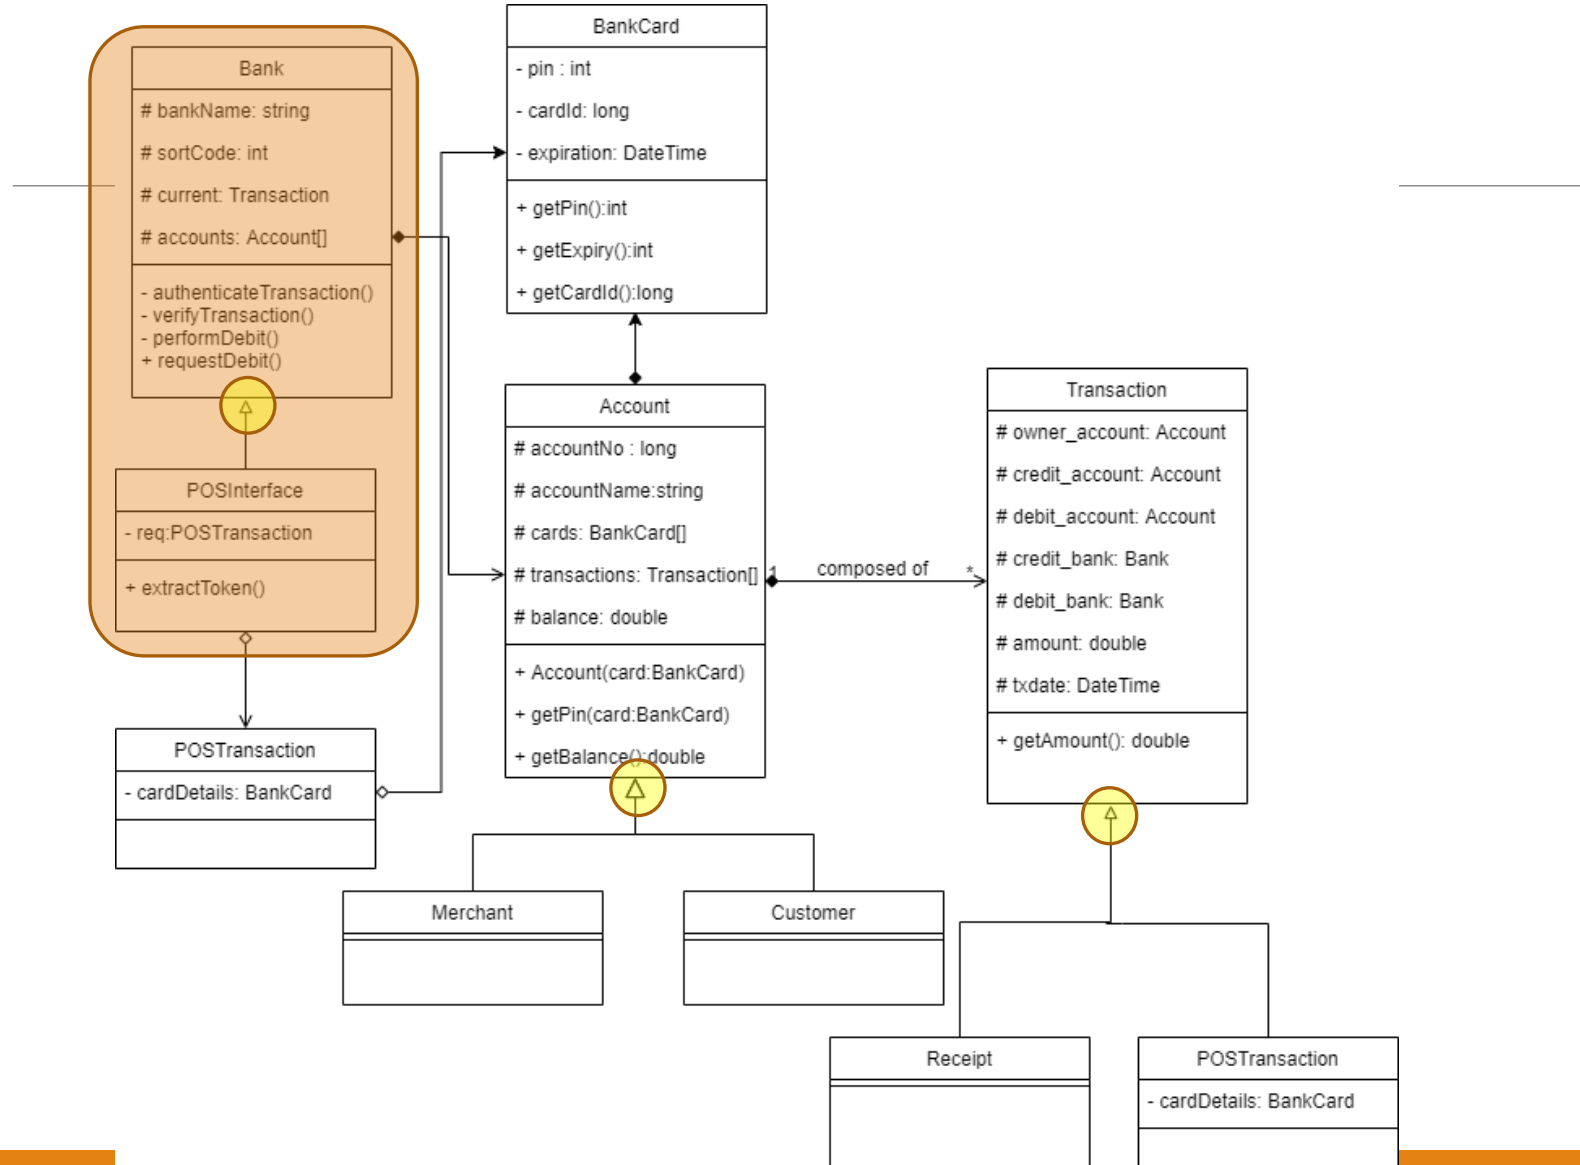 Bank
# bankName: string
# sortCode: int
# current: Transaction
# accounts: Account[]
- authenticateTransaction()
- verifyTransaction()
- performDebit()
+ requestDebit()
POSInterface
- req:POSTransaction
+ extractToken()
POSTransaction
- cardDetails: BankCard
BankCard
- pin : int
- cardId: long
- expiration: DateTime
+ getPin():int
+ getExpiry():int
+ getCardId():long
Account
# accountNo : long
# accountName:string
# cards: BankCard[]
# transactions: Transaction[]
# balance: double
+ Account(card:BankCard)
+ getPin(card:BankCard)
+ getBalance():double
1 composed of *
Transaction
# owner_account: Account
# credit_account: Account
# debit_account: Account
# credit_bank: Bank
# debit_bank: Bank
# amount: double
# txdate: DateTime
+ getAmount(): double
Merchant
Customer
Receipt
POSTransaction
- cardDetails: BankCard